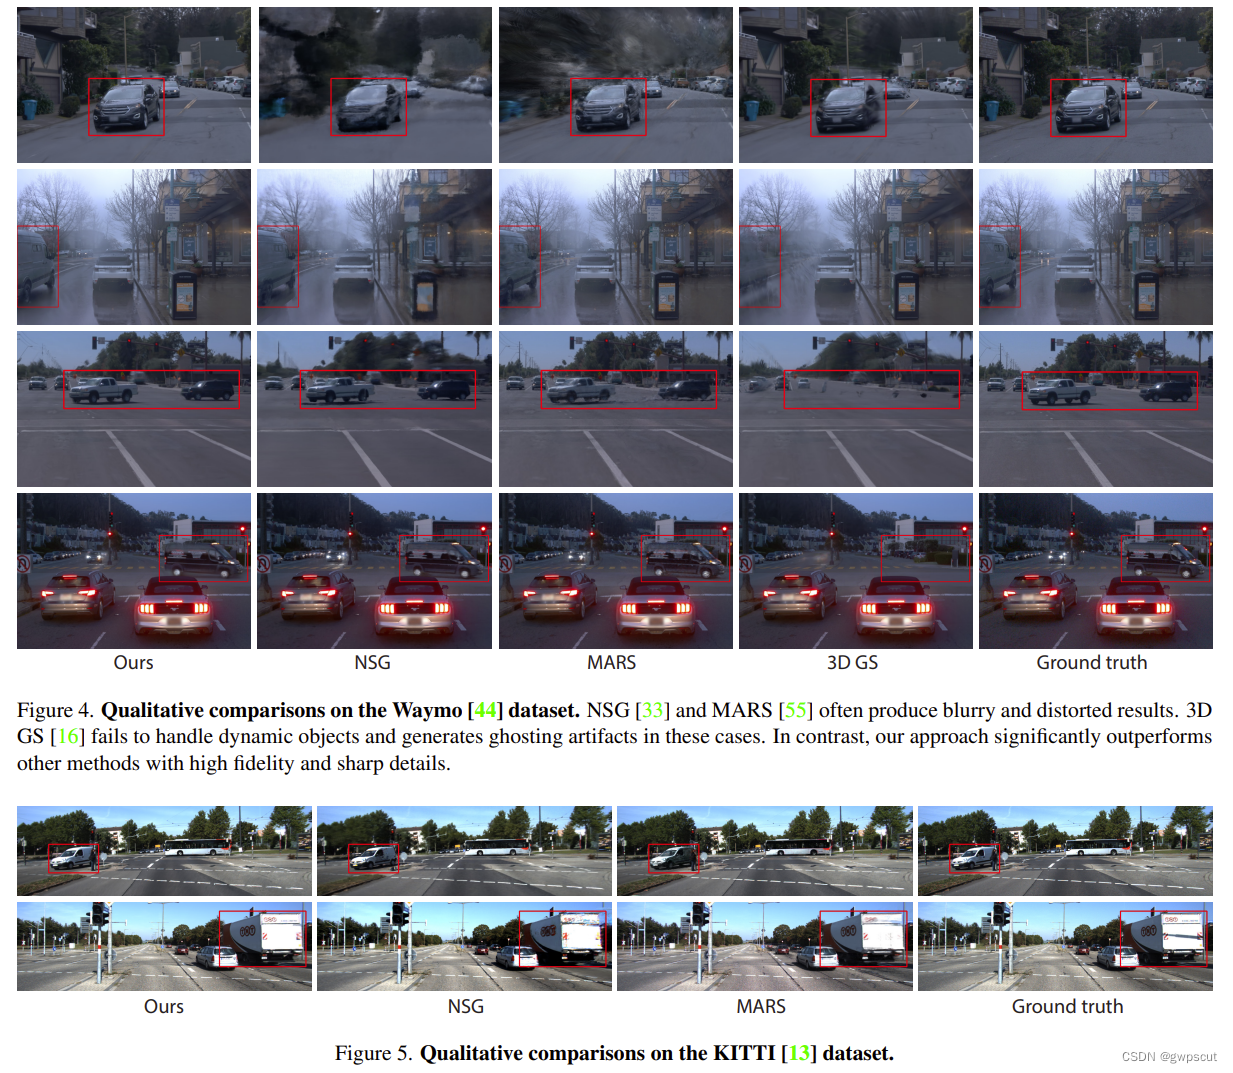 Ours NSG MARS 3D GS Ground truth
Figure 4. Qualitative comparisons on the Waymo [44] dataset. NSG [33] and MARS [55] often produce blurry and distorted results. 3D
GS [16] fails to handle dynamic objects and generates ghosting artifacts in these cases. In contrast, our approach significantly outperforms
other methods with high fidelity and sharp details.
Ours NSG MARS Ground truth
Figure 5. Qualitative comparisons on the KITTI [13] dataset.
CSDN @gwpscut